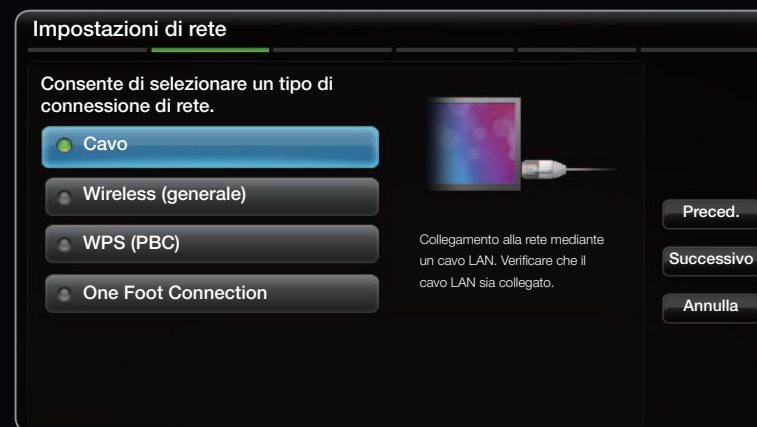 Impostazioni di rete
Consente di selezionare un tipo di
connessione di rete.
Cavo
Wireless (generale)
WPS (PBC)
One Foot Connection
Collegamento alla rete mediante
un cavo LAN. Verificare che il
cavo LAN sia collegato.
Preced.
Successivo
Annulla